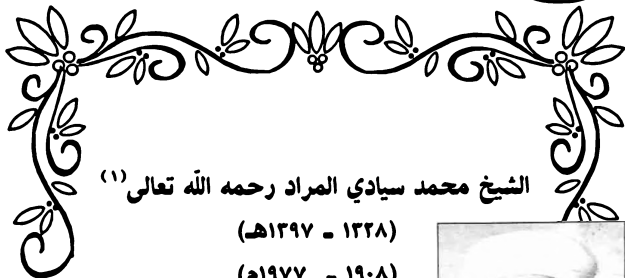 الشيخ محمد سيادي المراد رحمه الله تعالى(١)
(١٣٢٨ - ١٣٩٧هـ)
(١٩٠٨ - ١٩٧٧م)